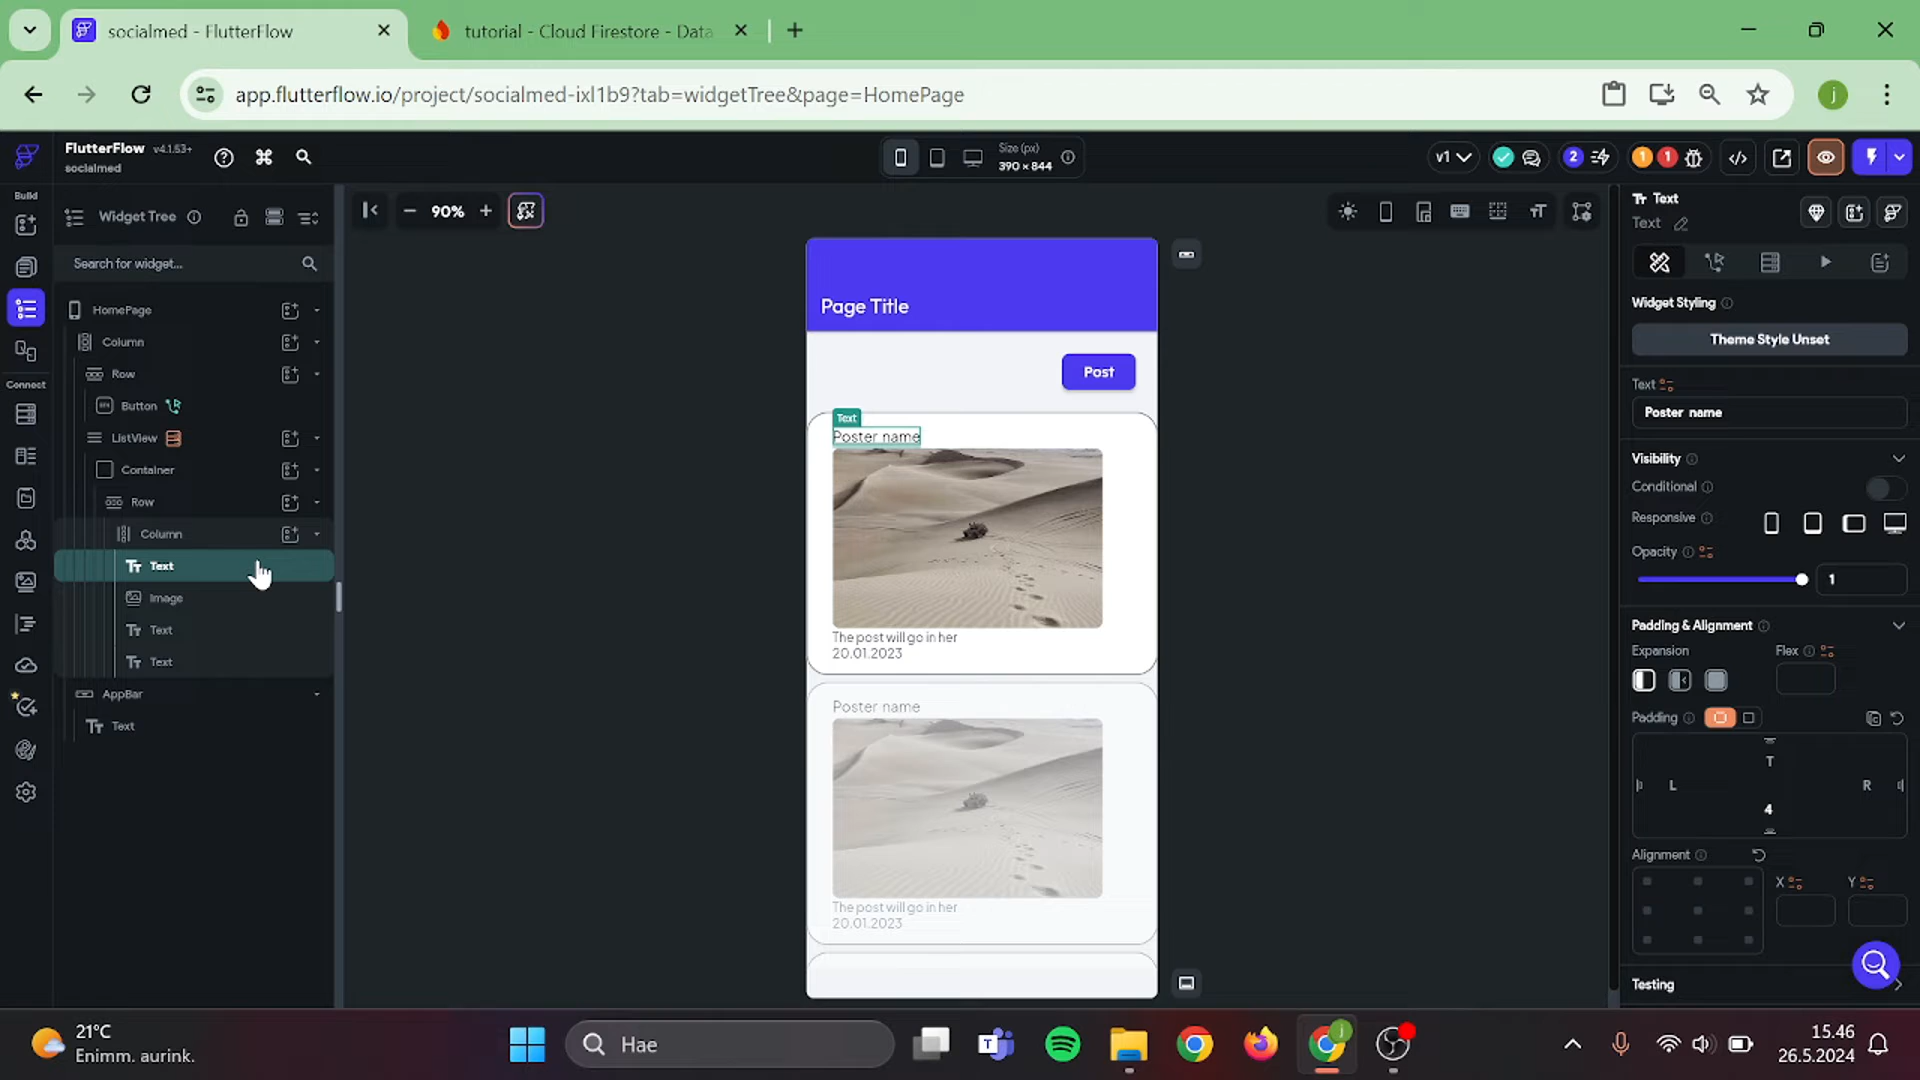 socialmed - FlutterFlow
tutorial - Cloud Firestore - Data
app.flutterflow.io/project/socialmed-ixl1b9?tab=widgetTree&page=HomePage
j
FlutterFlow v4.1.53+
socialmed
Size (px)
390 × 844
v1
2
1
1
Build
Widget Tree
90%
Search for widget...
HomePage
Column
Row
Button
ListView
Container
Row
Column
Text
Image
Text
Text
AppBar
Text
Connect
Page Title
Post
Text
Poster name
The post will go in her
20.01.2023
Poster name
The post will go in her
20.01.2023
Text
Text
Widget Styling
Theme Style Unset
Text
Poster name
Visibility
Conditional
Responsive
Opacity
1
Padding & Alignment
Expansion
Flex
Padding
T
L
R
4
Alignment
X
Y
Testing
21°C
Enimm. aurink.
Hae
15.46
26.5.2024